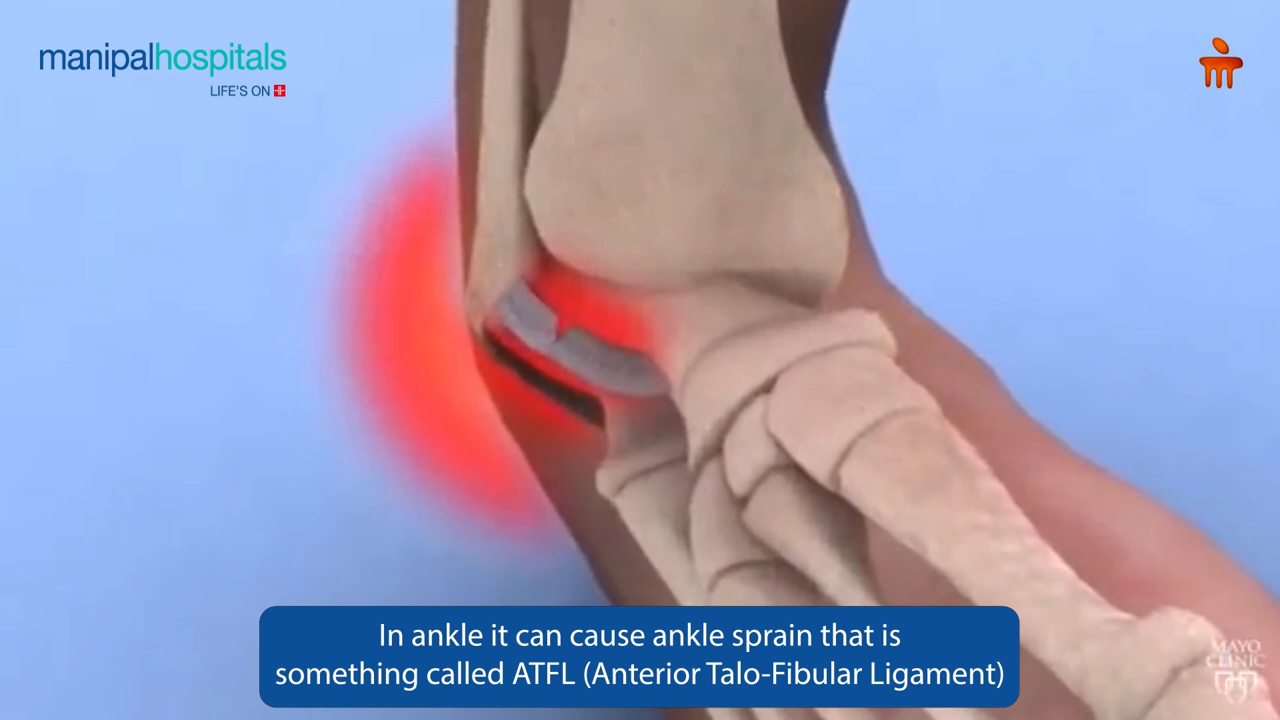 manipalhospitals
LIFE'S ON
In ankle it can cause ankle sprain that is
something called ATFL (Anterior Talo-Fibular Ligament)
MAYO
CLINIC